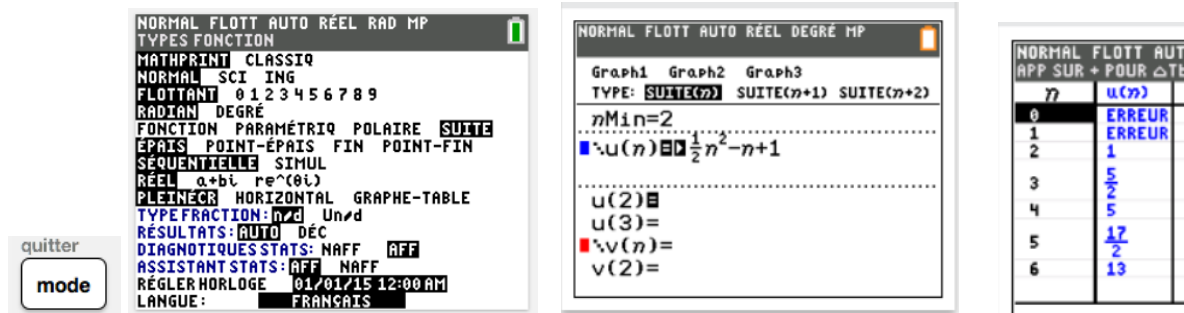 quitter
mode
NORMAL FLOTT AUTO RÉEL RAD MP
TYPES FONCTION
MATHPRINT CLASSIQ
NORMAL SCI ING
FLOTTANT 0 1 2 3 4 5 6 7 8 9
RADIAN DEGRÉ
FONCTION PARAMÉTRIQ POLAIRE SUITE
ÉPAIS POINT-ÉPAIS FIN POINT-FIN
SÉQUENTIELLE SIMUL
RÉEL a+bi re^(θi)
PLEINÉCR HORIZONTAL GRAPHE-TABLE
TYPE FRACTION: n/d Un/d
RÉSULTATS: AUTO DÉC
DIAGNOTIQUES STATS: NAFF AFF
ASSISTANT STATS: AFF NAFF
RÉGLER HORLOGE 01/01/15 12:00 AM
LANGUE: FRANÇAIS
NORMAL FLOTT AUTO RÉEL DEGRÉ MP
Graph1 Graph2 Graph3
TYPE: SUITE(n) SUITE(n+1) SUITE(n+2)
nMin=2
u(n)=1/2n²-n+1
u(2)=
u(3)=
v(n)=
v(2)=
NORMAL FLOTT AUT
APP SUR + POUR △Tb
n u(n)
0 ERREUR
1 ERREUR
2 1
3 5/2
4 5
5 17/2
6 13